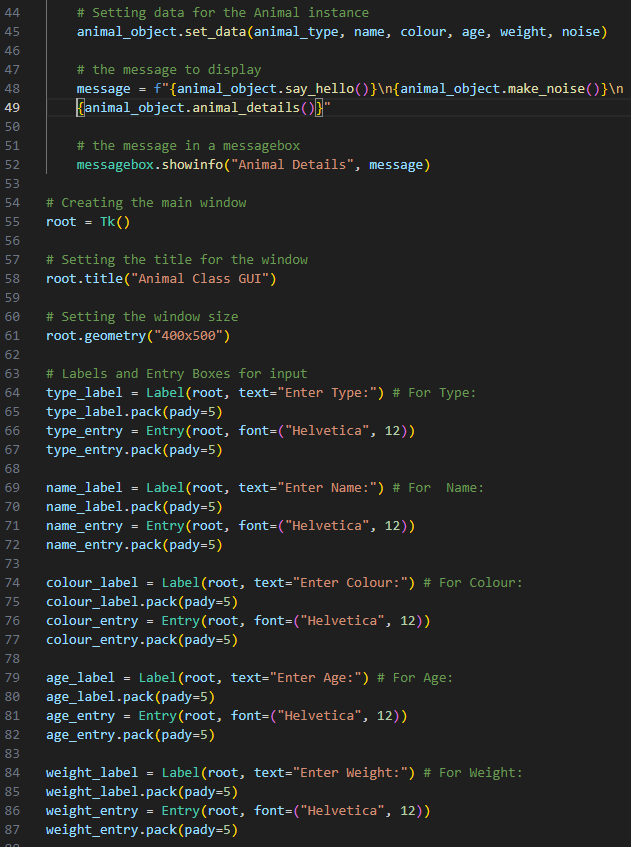 44 # Setting data for the Animal instance
45 animal_object.set_data(animal_type, name, colour, age, weight, noise)
46
47 # the message to display
48 message = f"{animal_object.say_hello()}\n{animal_object.make_noise()}\n
49 {animal_object.animal_details()}"
50
51 # the message in a messagebox
52 messagebox.showinfo("Animal Details", message)
53
54 # Creating the main window
55 root = Tk()
56
57 # Setting the title for the window
58 root.title("Animal Class GUI")
59
60 # Setting the window size
61 root.geometry("400x500")
62
63 # Labels and Entry Boxes for input
64 type_label = Label(root, text="Enter Type:") # For Type:
65 type_label.pack(pady=5)
66 type_entry = Entry(root, font=("Helvetica", 12))
67 type_entry.pack(pady=5)
68
69 name_label = Label(root, text="Enter Name:") # For  Name:
70 name_label.pack(pady=5)
71 name_entry = Entry(root, font=("Helvetica", 12))
72 name_entry.pack(pady=5)
73
74 colour_label = Label(root, text="Enter Colour:") # For Colour:
75 colour_label.pack(pady=5)
76 colour_entry = Entry(root, font=("Helvetica", 12))
77 colour_entry.pack(pady=5)
78
79 age_label = Label(root, text="Enter Age:") # For Age:
80 age_label.pack(pady=5)
81 age_entry = Entry(root, font=("Helvetica", 12))
82 age_entry.pack(pady=5)
83
84 weight_label = Label(root, text="Enter Weight:") # For Weight:
85 weight_label.pack(pady=5)
86 weight_entry = Entry(root, font=("Helvetica", 12))
87 weight_entry.pack(pady=5)